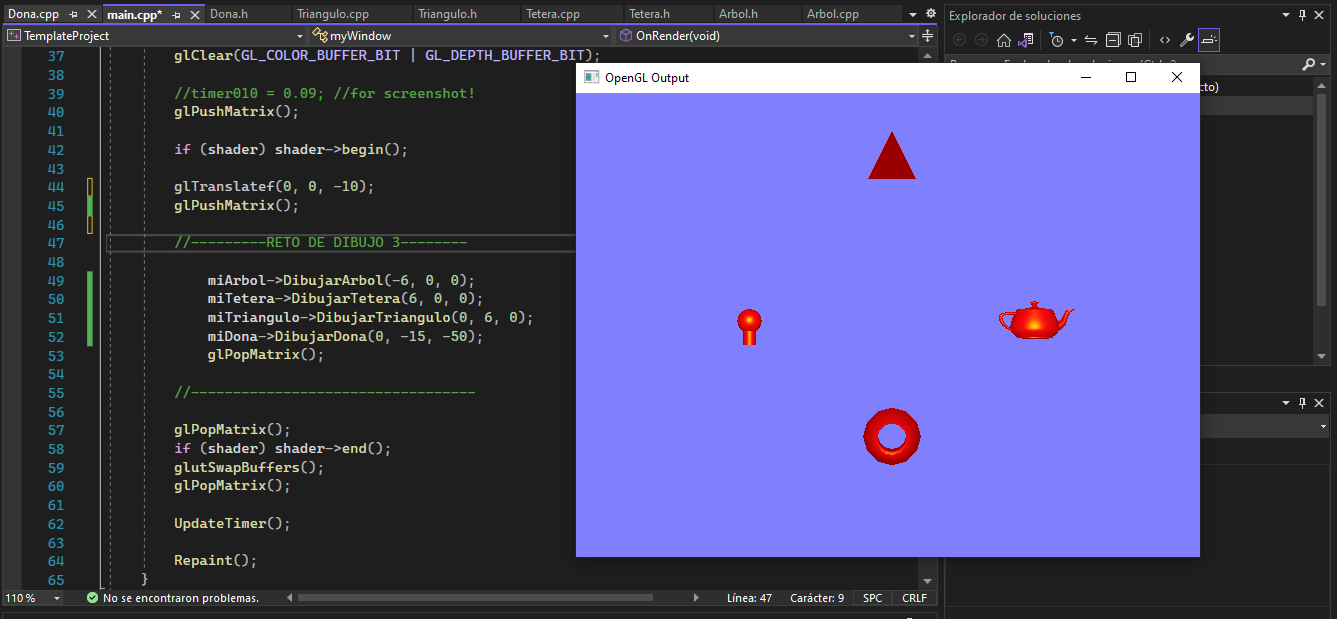 Dona.cpp main.cpp* Dona.h Triangulo.cpp Triangulo.h Tetera.cpp Tetera.h Arbol.h Arbol.cpp
TemplateProject myWindow OnRender(void)
37 glClear(GL_COLOR_BUFFER_BIT | GL_DEPTH_BUFFER_BIT);
38
39 //timer010 = 0.09; //for screenshot!
40 glPushMatrix();
41
42 if (shader) shader->begin();
43
44 glTranslatef(0, 0, -10);
45 glPushMatrix();
46
47 //---------RETO DE DIBUJO 3--------
48
49 miArbol->DibujarArbol(-6, 0, 0);
50 miTetera->DibujarTetera(6, 0, 0);
51 miTriangulo->DibujarTriangulo(0, 6, 0);
52 miDona->DibujarDona(0, -15, -50);
53 glPopMatrix();
54
55 //----------------------------------
56
57 glPopMatrix();
58 if (shader) shader->end();
59 glutSwapBuffers();
60 glPopMatrix();
61
62 UpdateTimer();
63
64 Repaint();
65 }
110 % No se encontraron problemas. Línea: 47 Carácter: 9 SPC CRLF
OpenGL Output
Explorador de soluciones
cto)